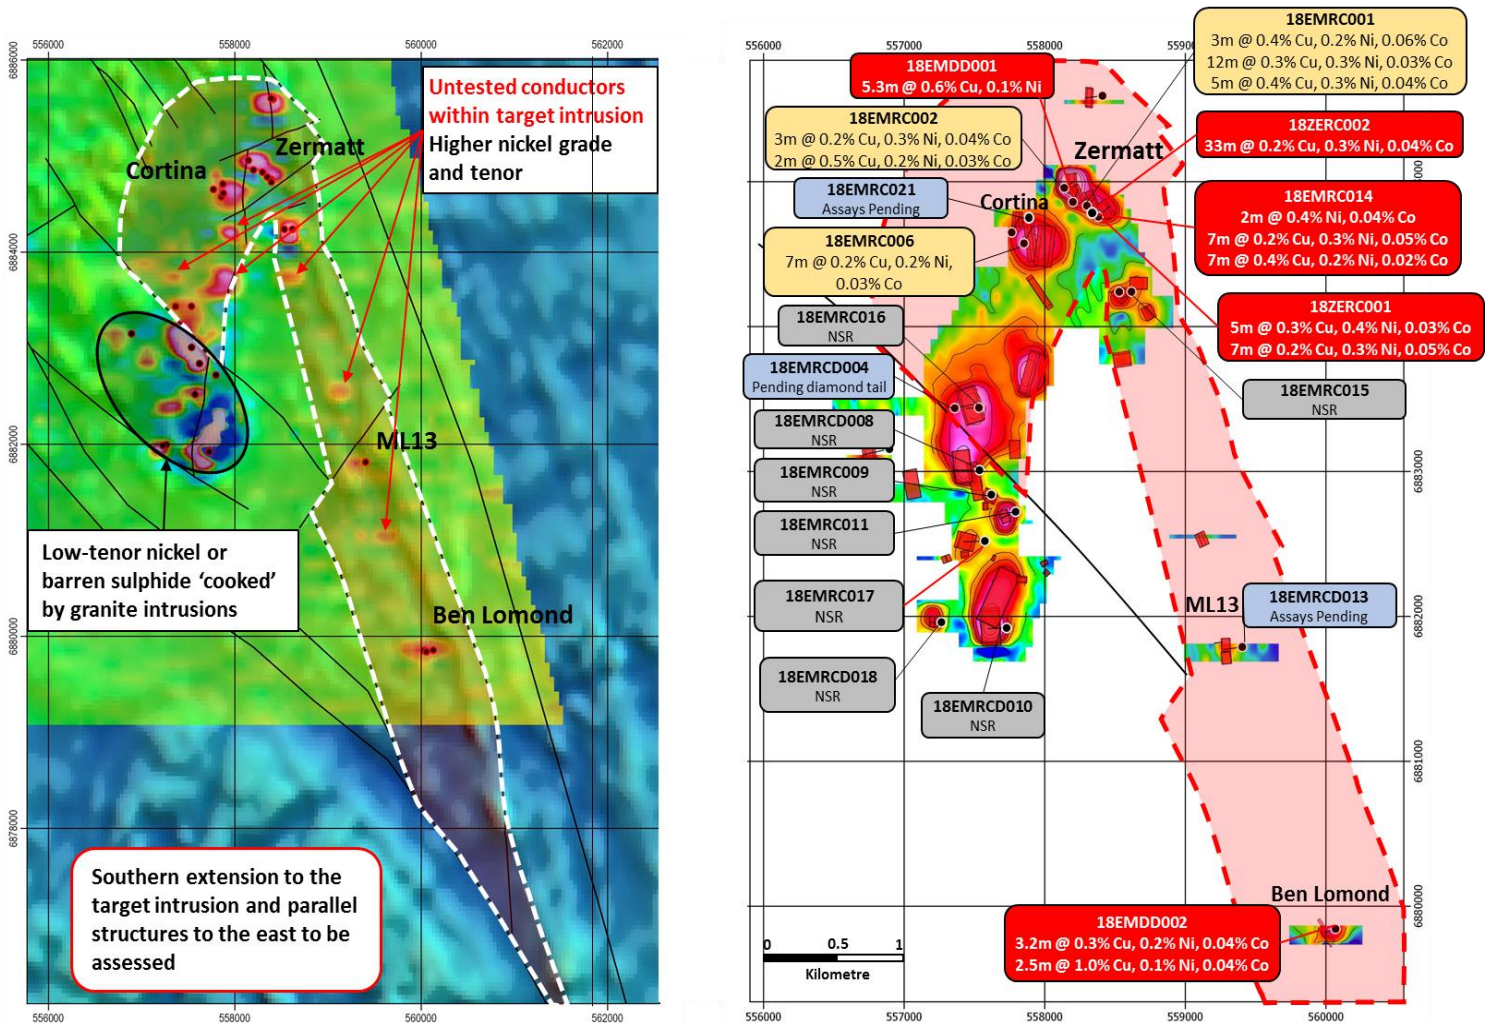 556000
558000
560000
562000
6886000
6884000
6882000
6880000
6878000
Untested conductors
within target intrusion
Higher nickel grade
and tenor
Zermatt
Cortina
ML13
Low-tenor nickel or
barren sulphide ‘cooked’
by granite intrusions
Ben Lomond
Southern extension to the
target intrusion and parallel
structures to the east to be
assessed
556000
558000
560000
562000
556000
557000
558000
18EMRC001
3m @ 0.4% Cu, 0.2% Ni, 0.06% Co
12m @ 0.3% Cu, 0.3% Ni, 0.03% Co
5m @ 0.4% Cu, 0.3% Ni, 0.04% Co
18EMDD001
5.3m @ 0.6% Cu, 0.1% Ni
18EMRC002
3m @ 0.2% Cu, 0.3% Ni, 0.04% Co
2m @ 0.5% Cu, 0.2% Ni, 0.03% Co
18ZERC002
33m @ 0.2% Cu, 0.3% Ni, 0.04% Co
Zermatt
18EMRC021
Assays Pending
Cortina
18EMRC014
2m @ 0.4% Ni, 0.04% Co
7m @ 0.2% Cu, 0.3% Ni, 0.05% Co
7m @ 0.4% Cu, 0.2% Ni, 0.02% Co
18EMRC006
7m @ 0.2% Cu, 0.2% Ni,
0.03% Co
18ZERC001
5m @ 0.3% Cu, 0.4% Ni, 0.03% Co
7m @ 0.2% Cu, 0.3% Ni, 0.05% Co
18EMRC016
NSR
18EMRCD004
Pending diamond tail
18EMRC015
NSR
18EMRCD008
NSR
18EMRC009
NSR
6883000
18EMRC011
NSR
18EMRC017
NSR
ML13
18EMRCD013
Assays Pending
6882000
18EMRCD018
NSR
18EMRCD010
NSR
6881000
Ben Lomond
6880000
18EMDD002
3.2m @ 0.3% Cu, 0.2% Ni, 0.04% Co
2.5m @ 1.0% Cu, 0.1% Ni, 0.04% Co
0 0.5 1
Kilometre
556000
557000
558000
559000
560000